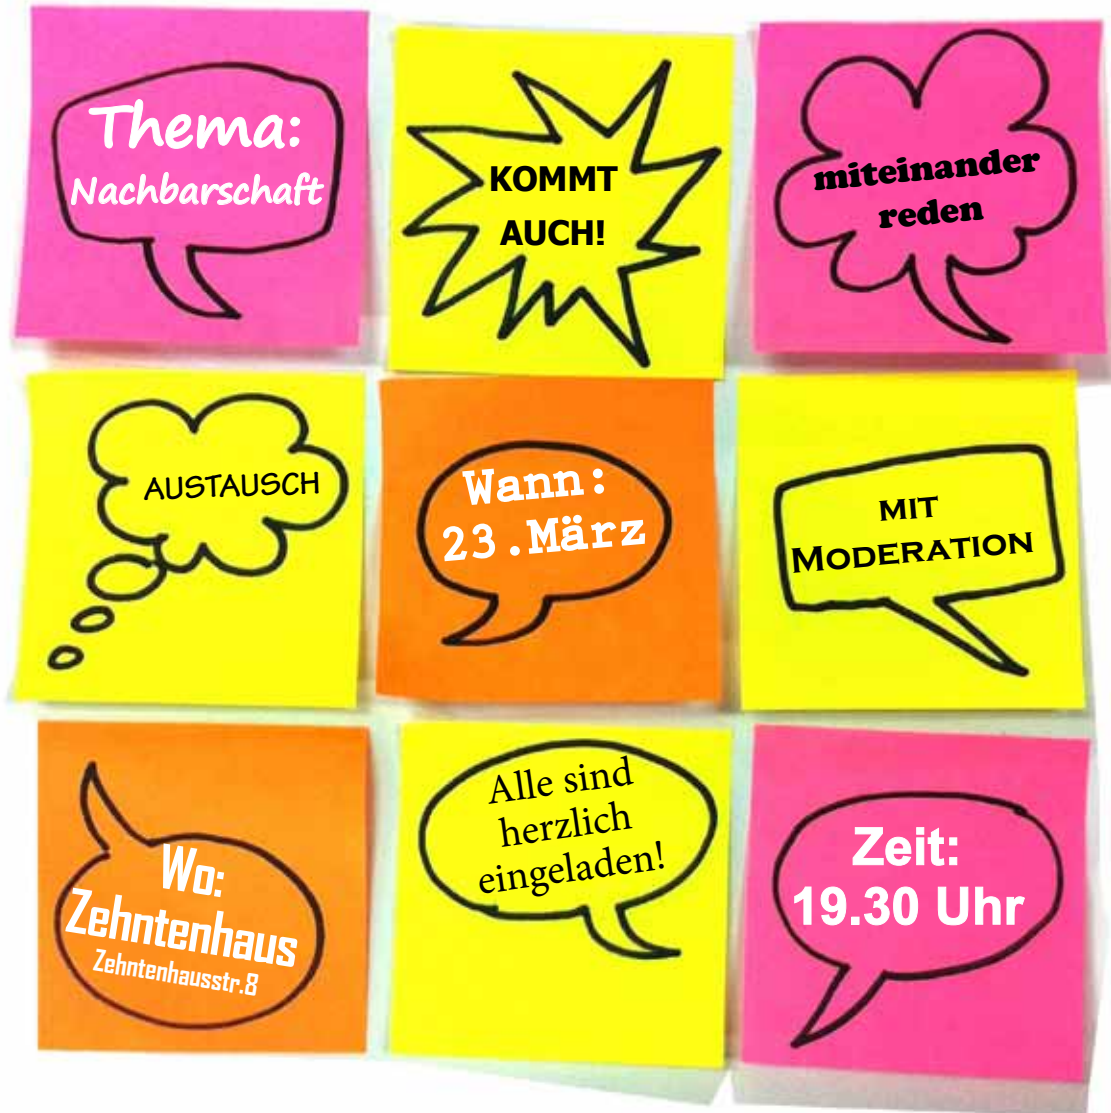 Thema:
Nachbarschaft
KOMMT
AUCH!
miteinander
reden
AUSTAUSCH
Wann:
23.März
MIT
MODERATION
Wo:
Zehntenhaus
Zehntenhausstr.8
Alle sind
herzlich
eingeladen!
Zeit:
19.30 Uhr